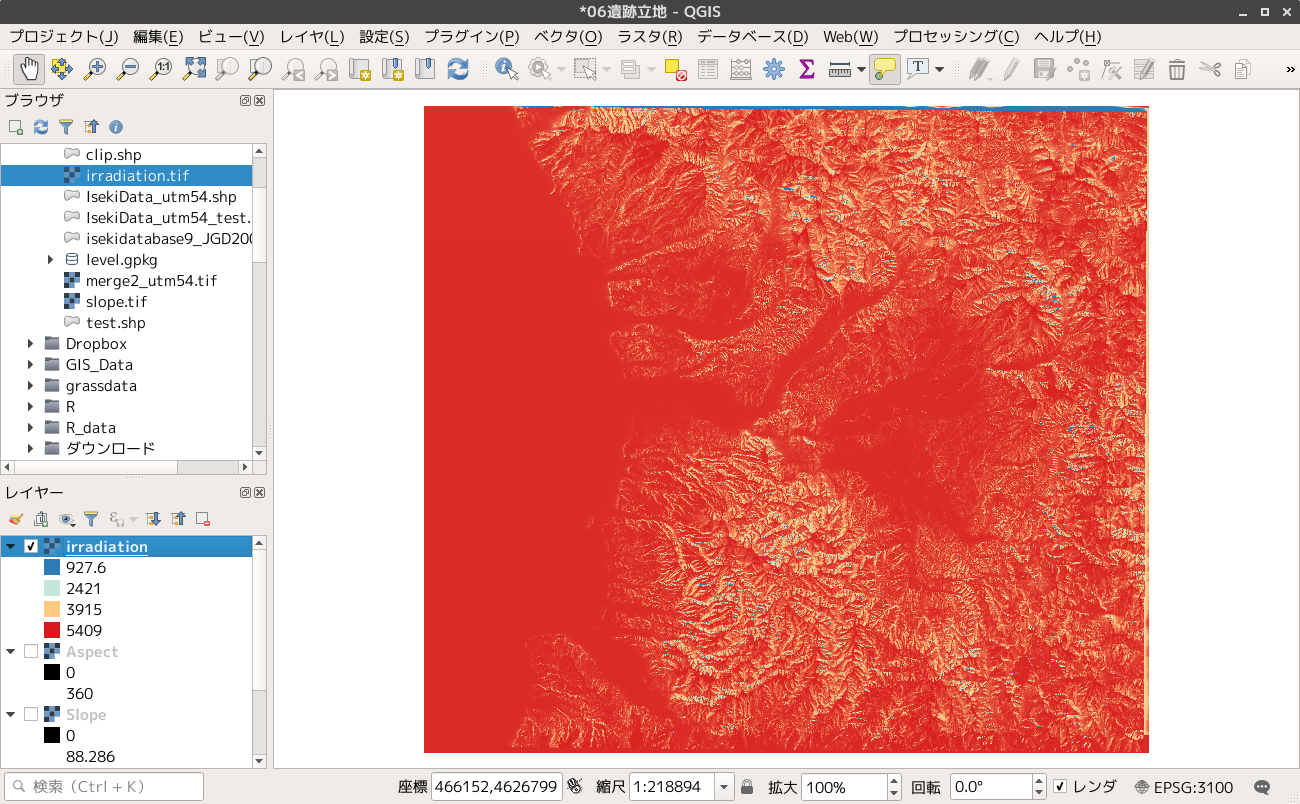 *06遺跡立地 - QGIS
プロジェクト(J) 編集(E) ビュー(V) レイヤ(L) 設定(S) プラグイン(P) ベクタ(O) ラスタ(R) データベース(D) Web(W) プロセッシング(C) ヘルプ(H)
1:1
T
»
ブラウザ
clip.shp
irradiation.tif
IsekiData_utm54.shp
IsekiData_utm54_test.
isekidatabase9_JGD200
level.gpkg
merge2_utm54.tif
slope.tif
test.shp
Dropbox
GIS_Data
grassdata
R
R_data
ダウンロード
レイヤー
irradiation
927.6
2421
3915
5409
Aspect
0
360
Slope
0
88.286
検索 (Ctrl + K) 座標 466152,4626799 縮尺 1:218894 拡大 100% 回転 0.0° レンダ EPSG:3100